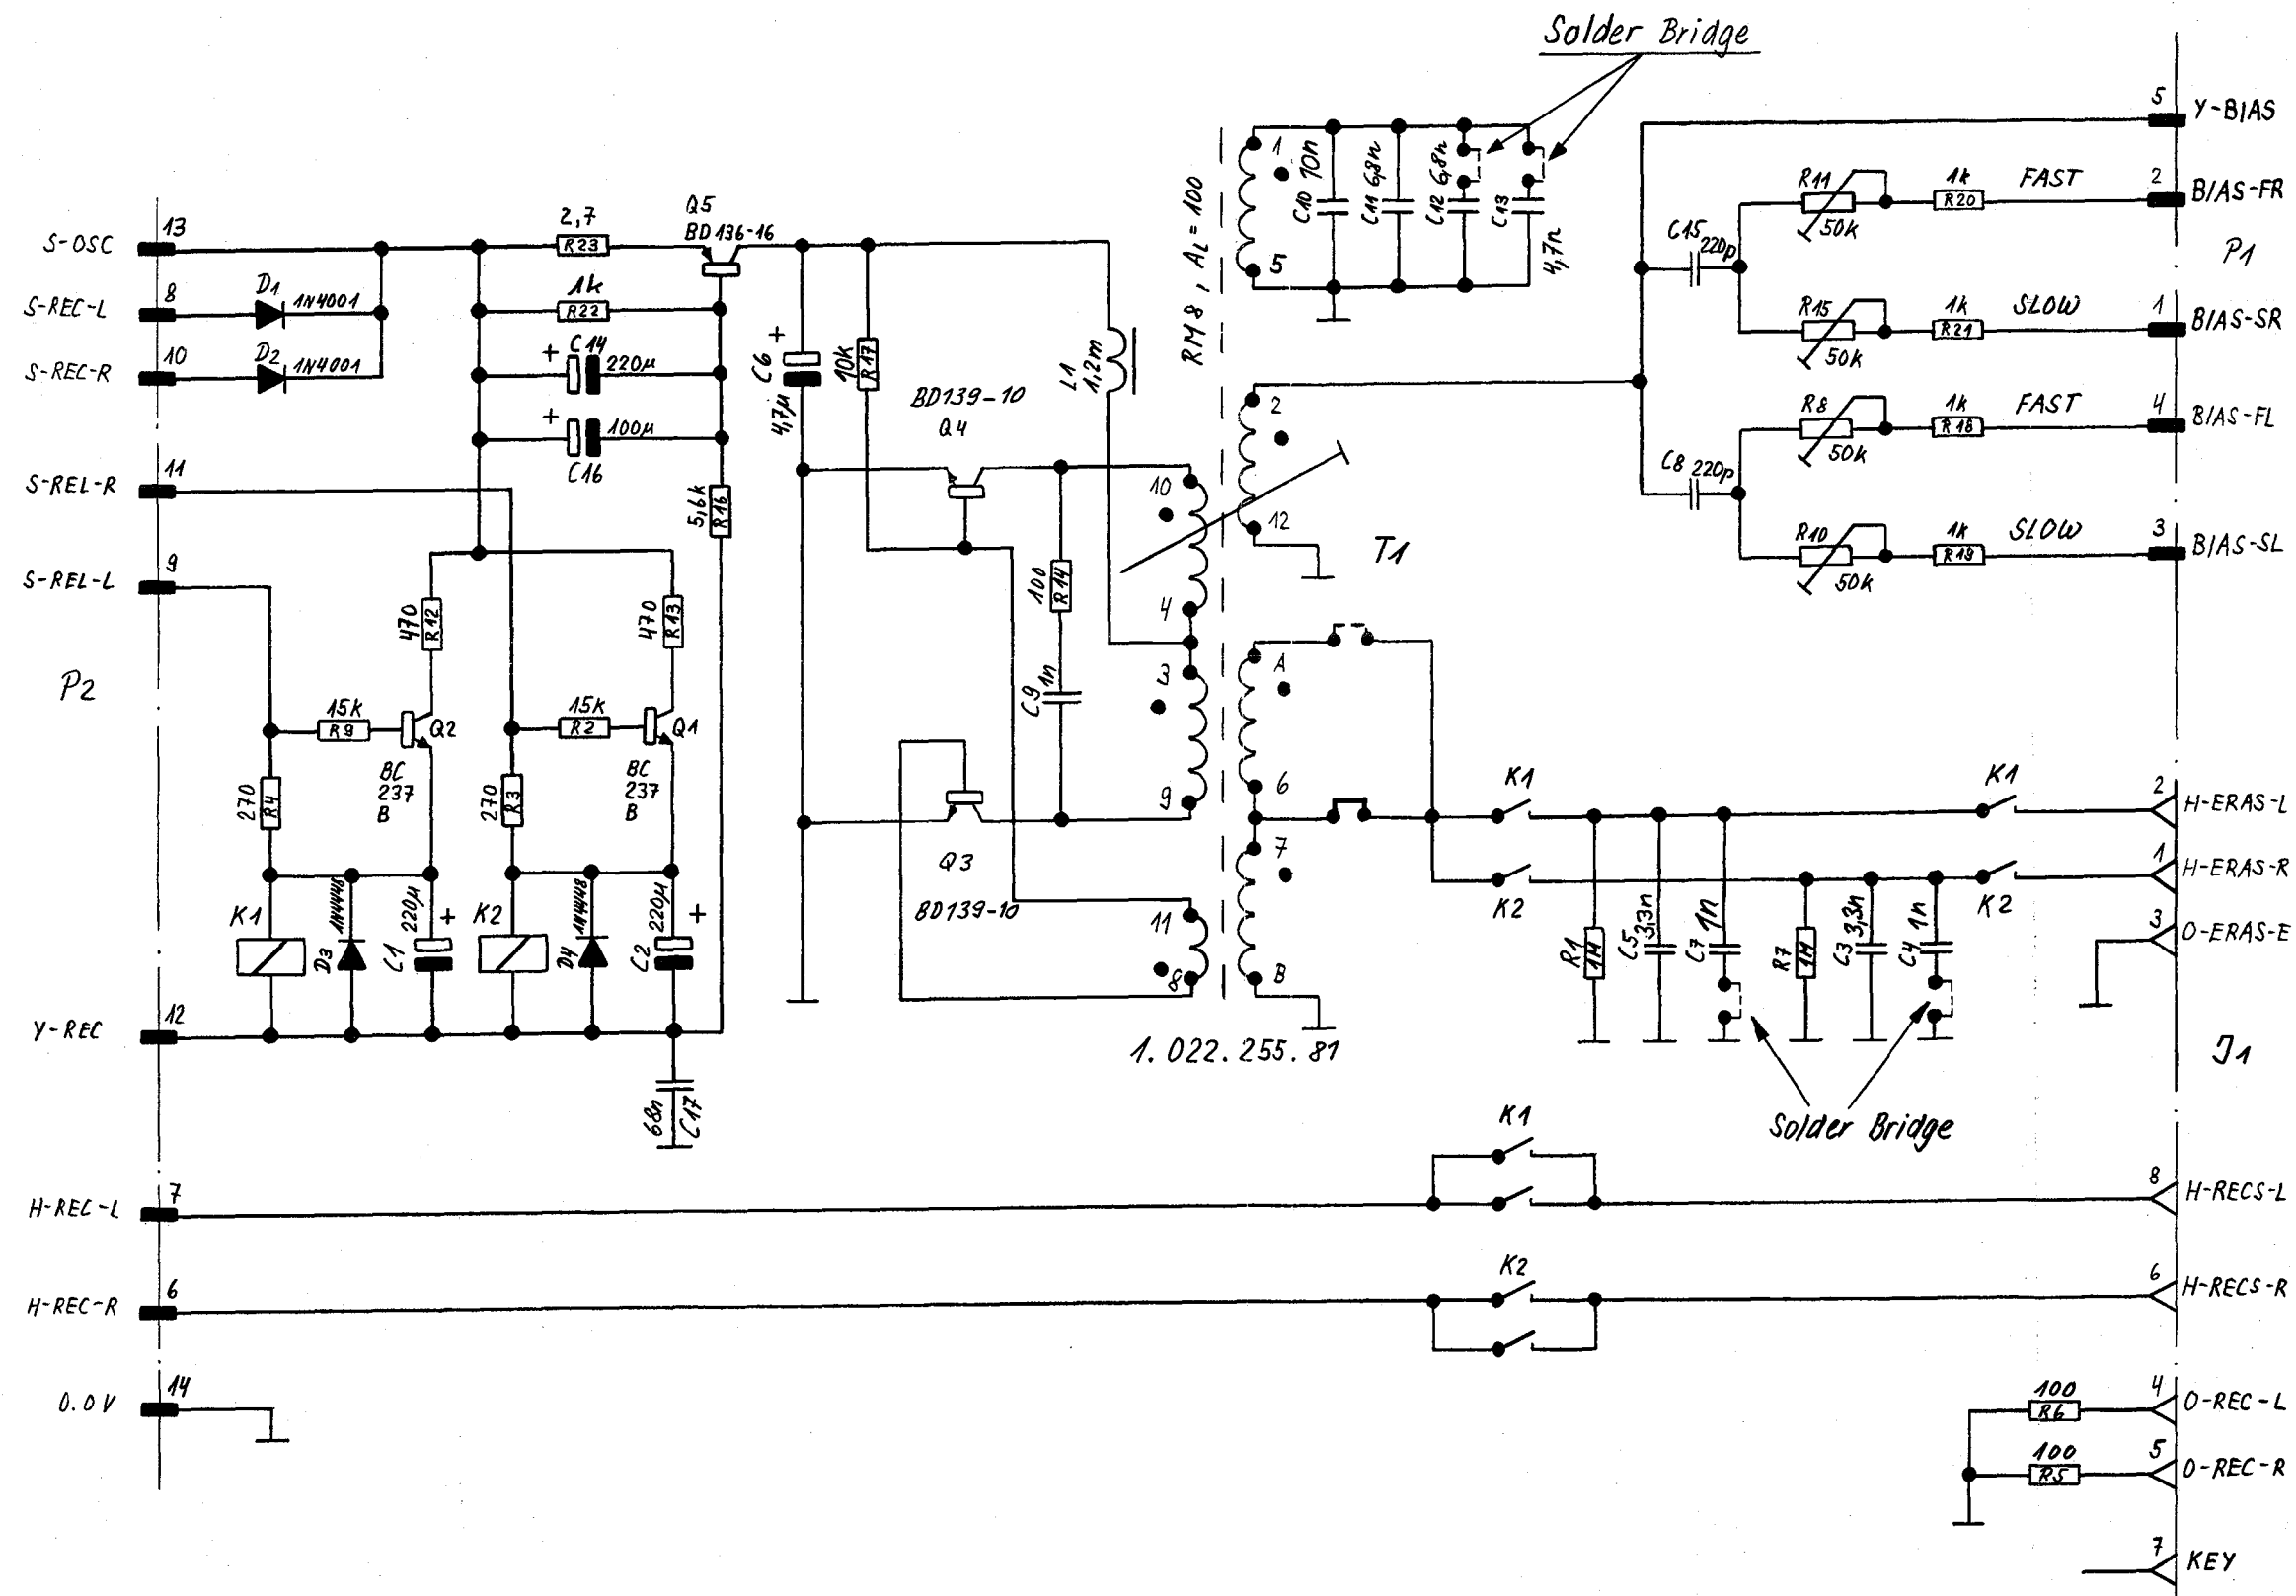 Solder Bridge
5
Y-BIAS
2
BIAS-FR
P1
1
BIAS-SR
4
BIAS-FL
3
BIAS-SL
R11
50k
1k
R20
FAST
C15
220p
R15
50k
1k
R21
SLOW
R8
50k
1k
R18
FAST
C8
220p
R10
50k
1k
R19
SLOW
1
5
C10
10n
C11
6,8n
C12
6,8n
C13
4,7n
RM8, AL=100
13
S-OSC
8
S-REC-L
10
S-REC-R
11
S-REL-R
9
S-REL-L
P2
12
Y-REC
7
H-REC-L
6
H-REC-R
14
0.0V
D1
1N4001
D2
1N4001
2,7
R23
Q5
BD136-16
1k
R22
+
C14
220µ
+
100µ
C16
5,6k
R16
+
C6
4,7µ
10k
R17
L1
1,2m
BD139-10
Q4
10
4
3
9
11
8
2
12
A
6
7
B
T1
1.022.255.81
100
R14
C9
1n
Q3
BD139-10
470
R12
470
R13
15k
R9
Q2
BC
237
B
15k
R2
Q1
BC
237
B
270
R4
270
R3
K1
D3
1N4448
C1
220µ
+
K2
D4
1N4448
C2
220µ
+
68n
C17
K1
K2
K1
K2
R1
1M
C5
3,3n
C7
1n
R7
1M
C3
3,3n
C4
1n
Solder Bridge
2
H-ERAS-L
1
H-ERAS-R
3
0-ERAS-E
J1
K1
8
H-RECS-L
K2
6
H-RECS-R
100
R6
4
0-REC-L
100
R5
5
0-REC-R
7
KEY